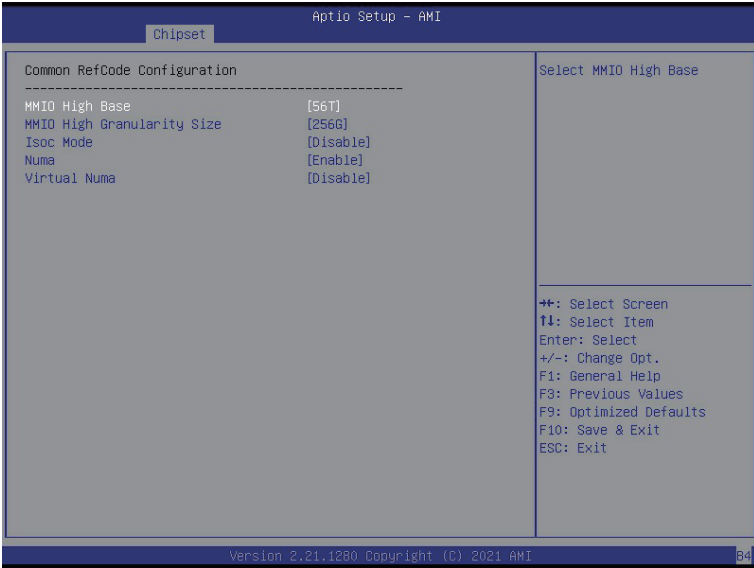 Aptio Setup – AMI
Chipset
Common RefCode Configuration
--------------------------------------------------
MMIO High Base [56T]
MMIO High Granularity Size [256G]
Isoc Mode [Disable]
Numa [Enable]
Virtual Numa [Disable]
Select MMIO High Base
→←: Select Screen
↑↓: Select Item
Enter: Select
+/-: Change Opt.
F1: General Help
F3: Previous Values
F9: Optimized Defaults
F10: Save & Exit
ESC: Exit
Version 2.21.1280 Copyright (C) 2021 AMI
B4